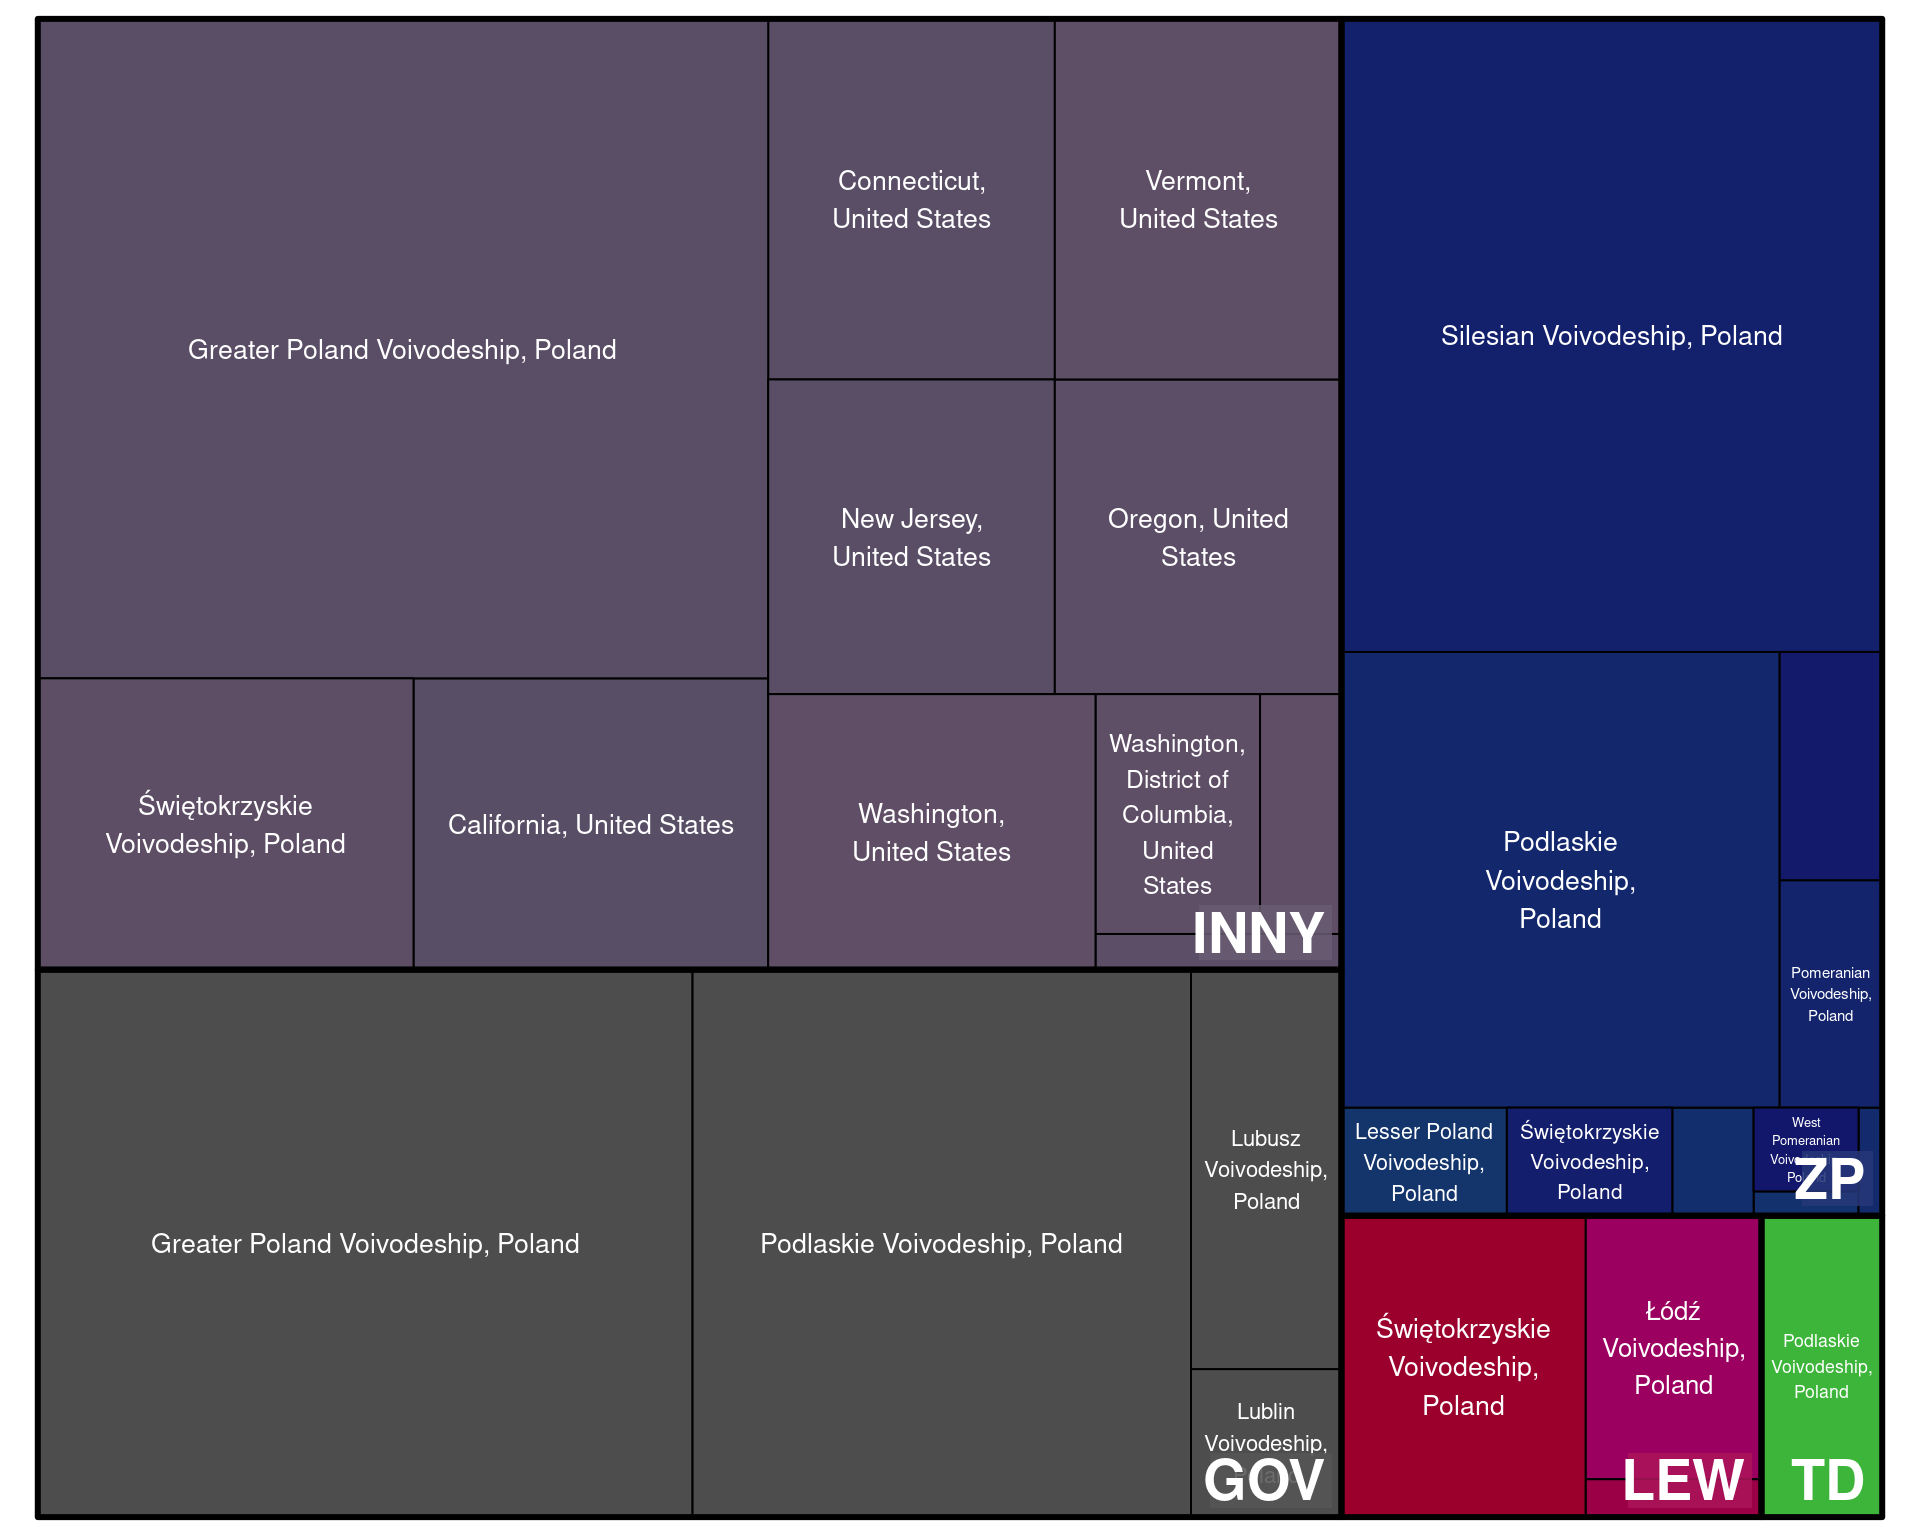 Greater Poland Voivodeship, Poland
Connecticut,
United States
Vermont,
United States
New Jersey,
United States
Oregon, United
States
Świętokrzyskie
Voivodeship, Poland
California, United States
Washington,
United States
Washington,
District of
Columbia,
United
States
INNY
Greater Poland Voivodeship, Poland
Podlaskie Voivodeship, Poland
Lubusz
Voivodeship,
Poland
Lublin
Voivodeship,
GOV
Silesian Voivodeship, Poland
Podlaskie
Voivodeship,
Poland
Pomeranian
Voivodeship,
Poland
Lesser Poland
Voivodeship,
Poland
Świętokrzyskie
Voivodeship,
Poland
West
Pomeranian
ZP
Świętokrzyskie
Voivodeship,
Poland
Łódź
Voivodeship,
Poland
LEW
Podlaskie
Voivodeship,
Poland
TD